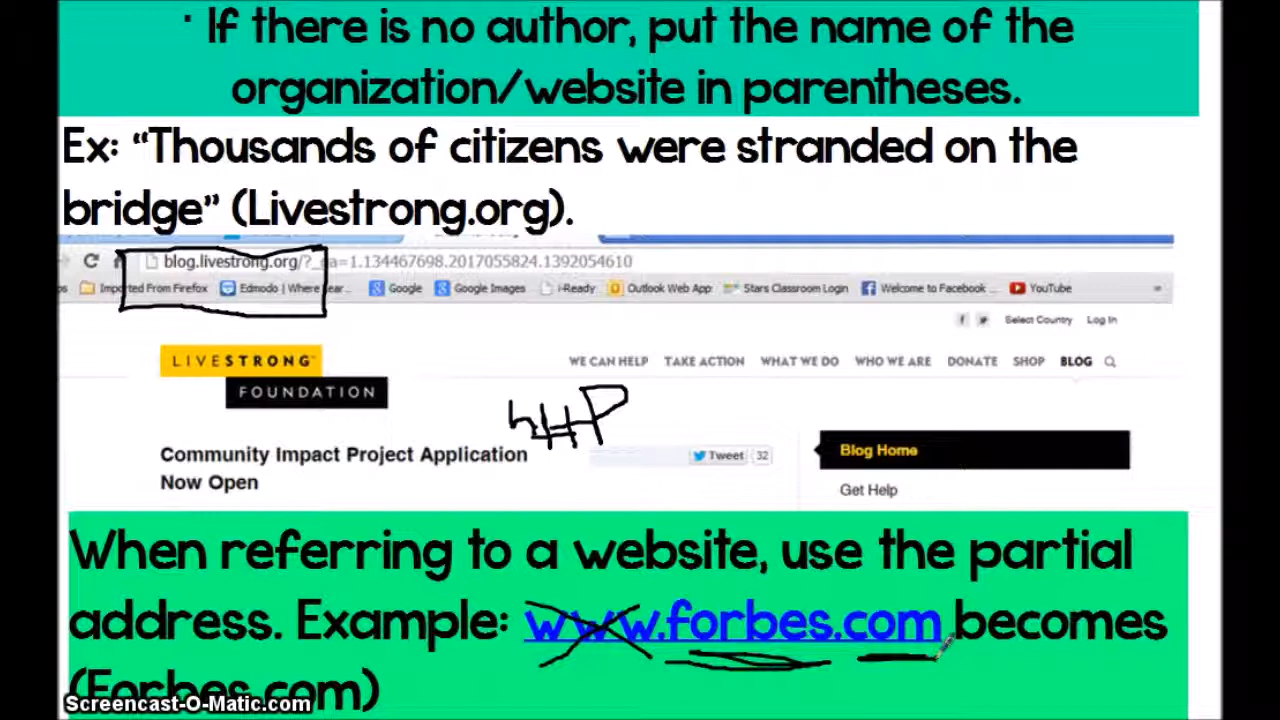 · If there is no author, put the name of the
organization/website in parentheses.
Ex: “Thousands of citizens were stranded on the
bridge” (Livestrong.org).
blog.livestrong.org/?_ga=1.134467698.2017055824.1392054610
ps Imported From Firefox Edmodo | Where Lear... Google Google Images i-Ready Outlook Web App Stars Classroom Login Welcome to Facebook ... YouTube »
Select Country Log In
LIVESTRONG™
FOUNDATION
WE CAN HELP TAKE ACTION WHAT WE DO WHO WE ARE DONATE SHOP BLOG
Community Impact Project Application
Now Open
Tweet 32
Blog Home
Get Help
When referring to a website, use the partial
address. Example: www.forbes.com becomes
(Forbes.com)
Screencast-O-Matic.com